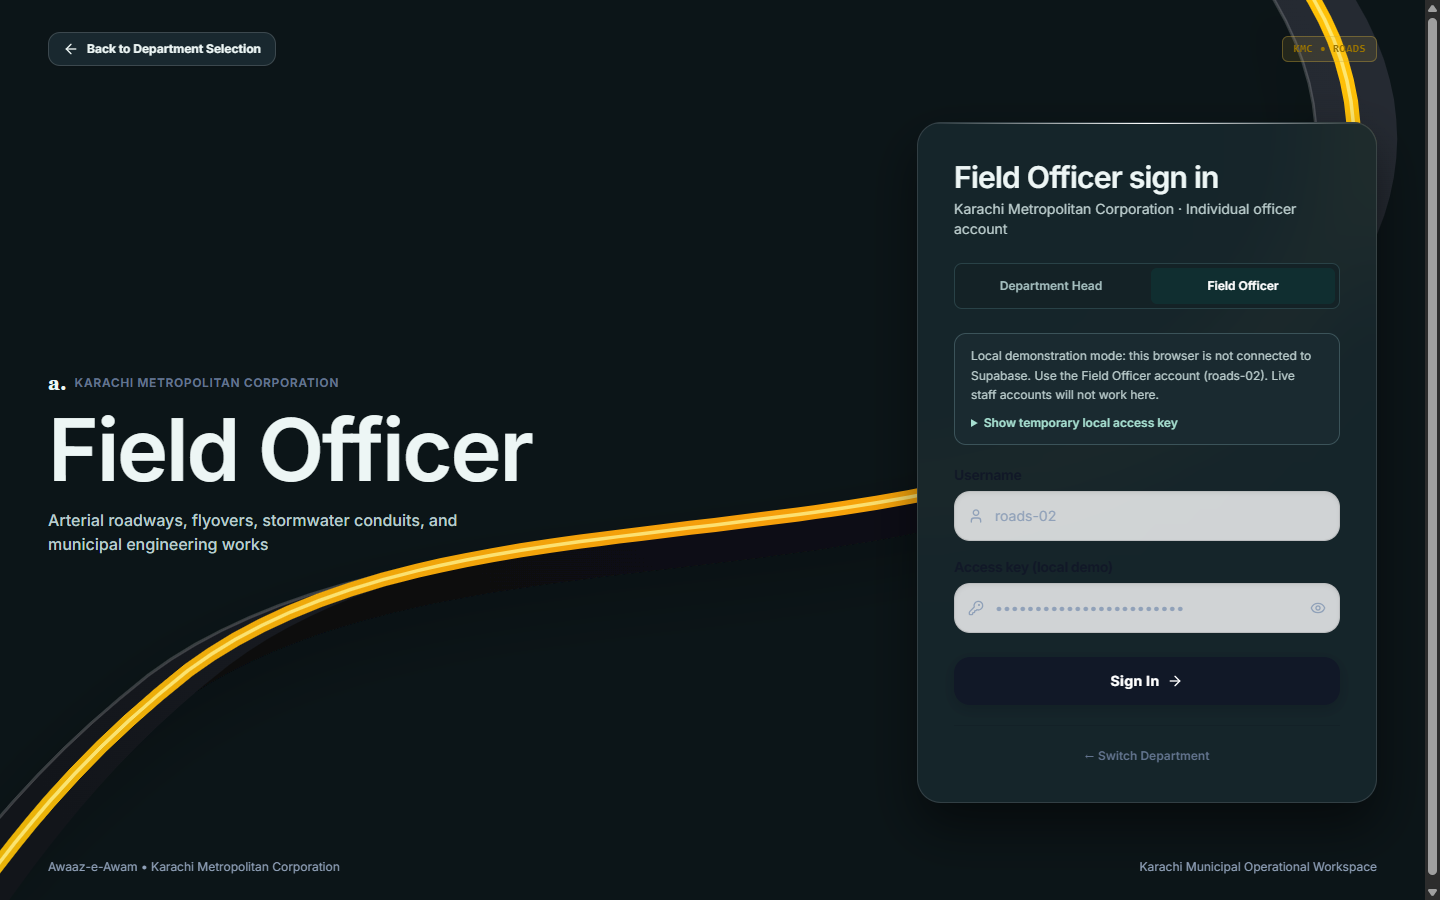 Back to Department Selection
KMC • ROADS
Field Officer sign in
Karachi Metropolitan Corporation · Individual officer
account
Department Head
Field Officer
Local demonstration mode: this browser is not connected to
Supabase. Use the Field Officer account (roads-02). Live
staff accounts will not work here.
Show temporary local access key
a. KARACHI METROPOLITAN CORPORATION
Field Officer
Arterial roadways, flyovers, stormwater conduits, and
municipal engineering works
Username
roads-02
Access key (local demo)
Sign In →
← Switch Department
Awaaz-e-Awam • Karachi Metropolitan Corporation
Karachi Municipal Operational Workspace